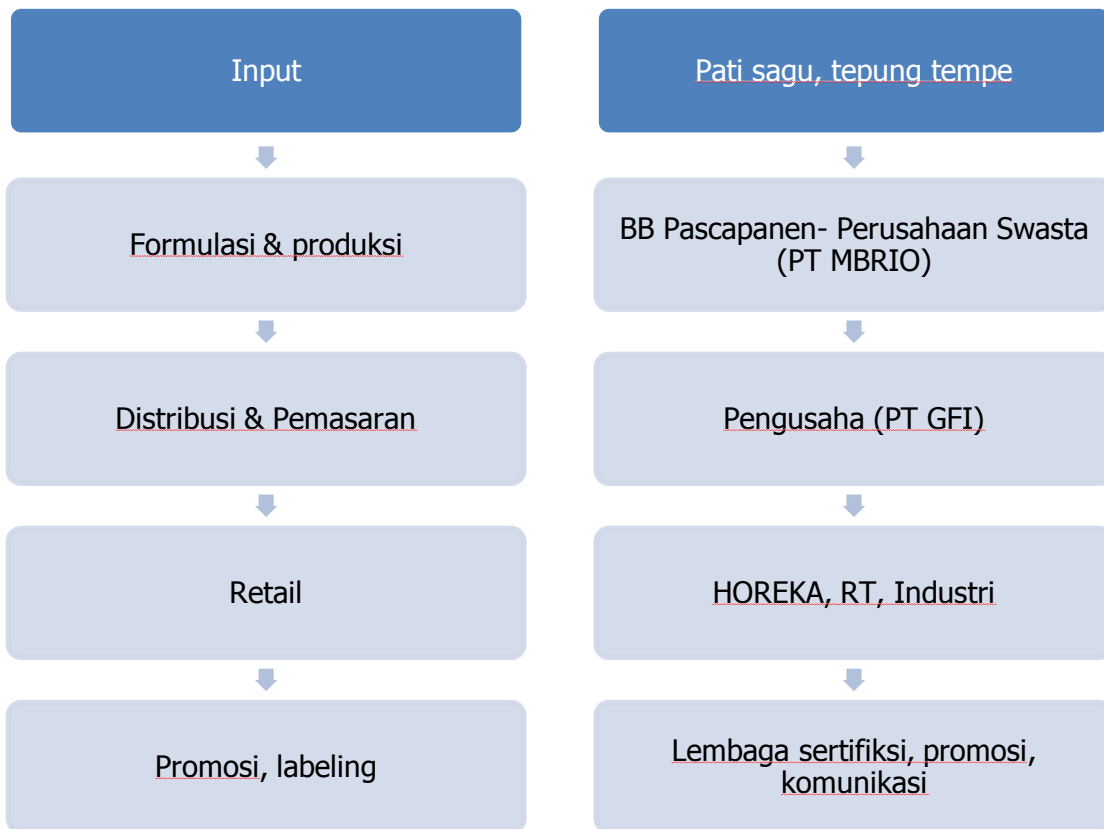 Input
Formulasi & produksi
Distribusi & Pemasaran
Retail
Promosi, labeling
Pati sagu, tepung tempe
BB Pascapanen- Perusahaan Swasta
(PT MBRIO)
Pengusaha (PT GFI)
HOREKA, RT, Industri
Lembaga sertifiksi, promosi,
komunikasi